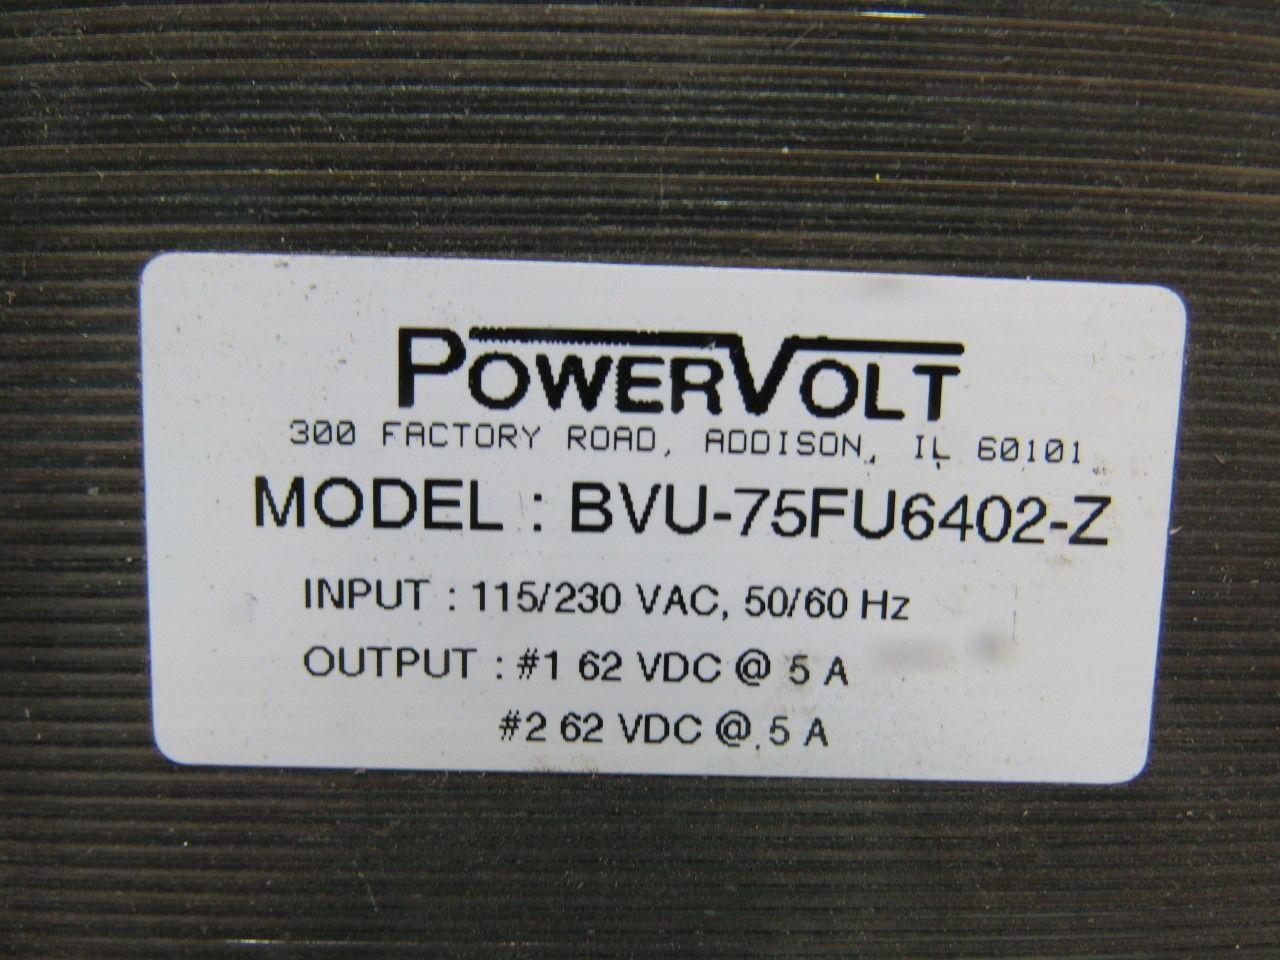 POWERVOLT
300 FACTORY ROAD, ADDISON, IL 60101
MODEL : BVU-75FU6402-Z
INPUT : 115/230 VAC, 50/60 Hz
OUTPUT : #1 62 VDC @ 5 A
#2 62 VDC @ 5 A